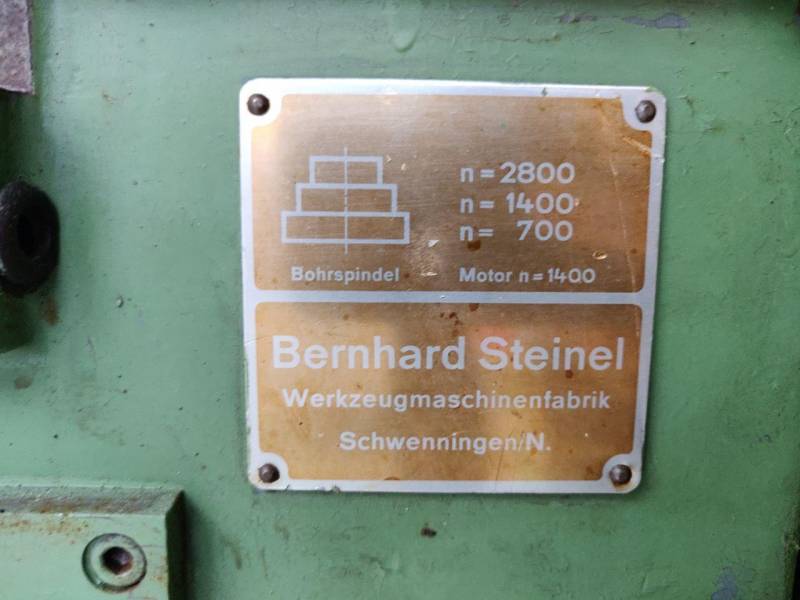 n = 2800
n = 1400
n = 700
Bohrspindel Motor n = 1400
Bernhard Steinel
Werkzeugmaschinenfabrik
Schwenningen/N.